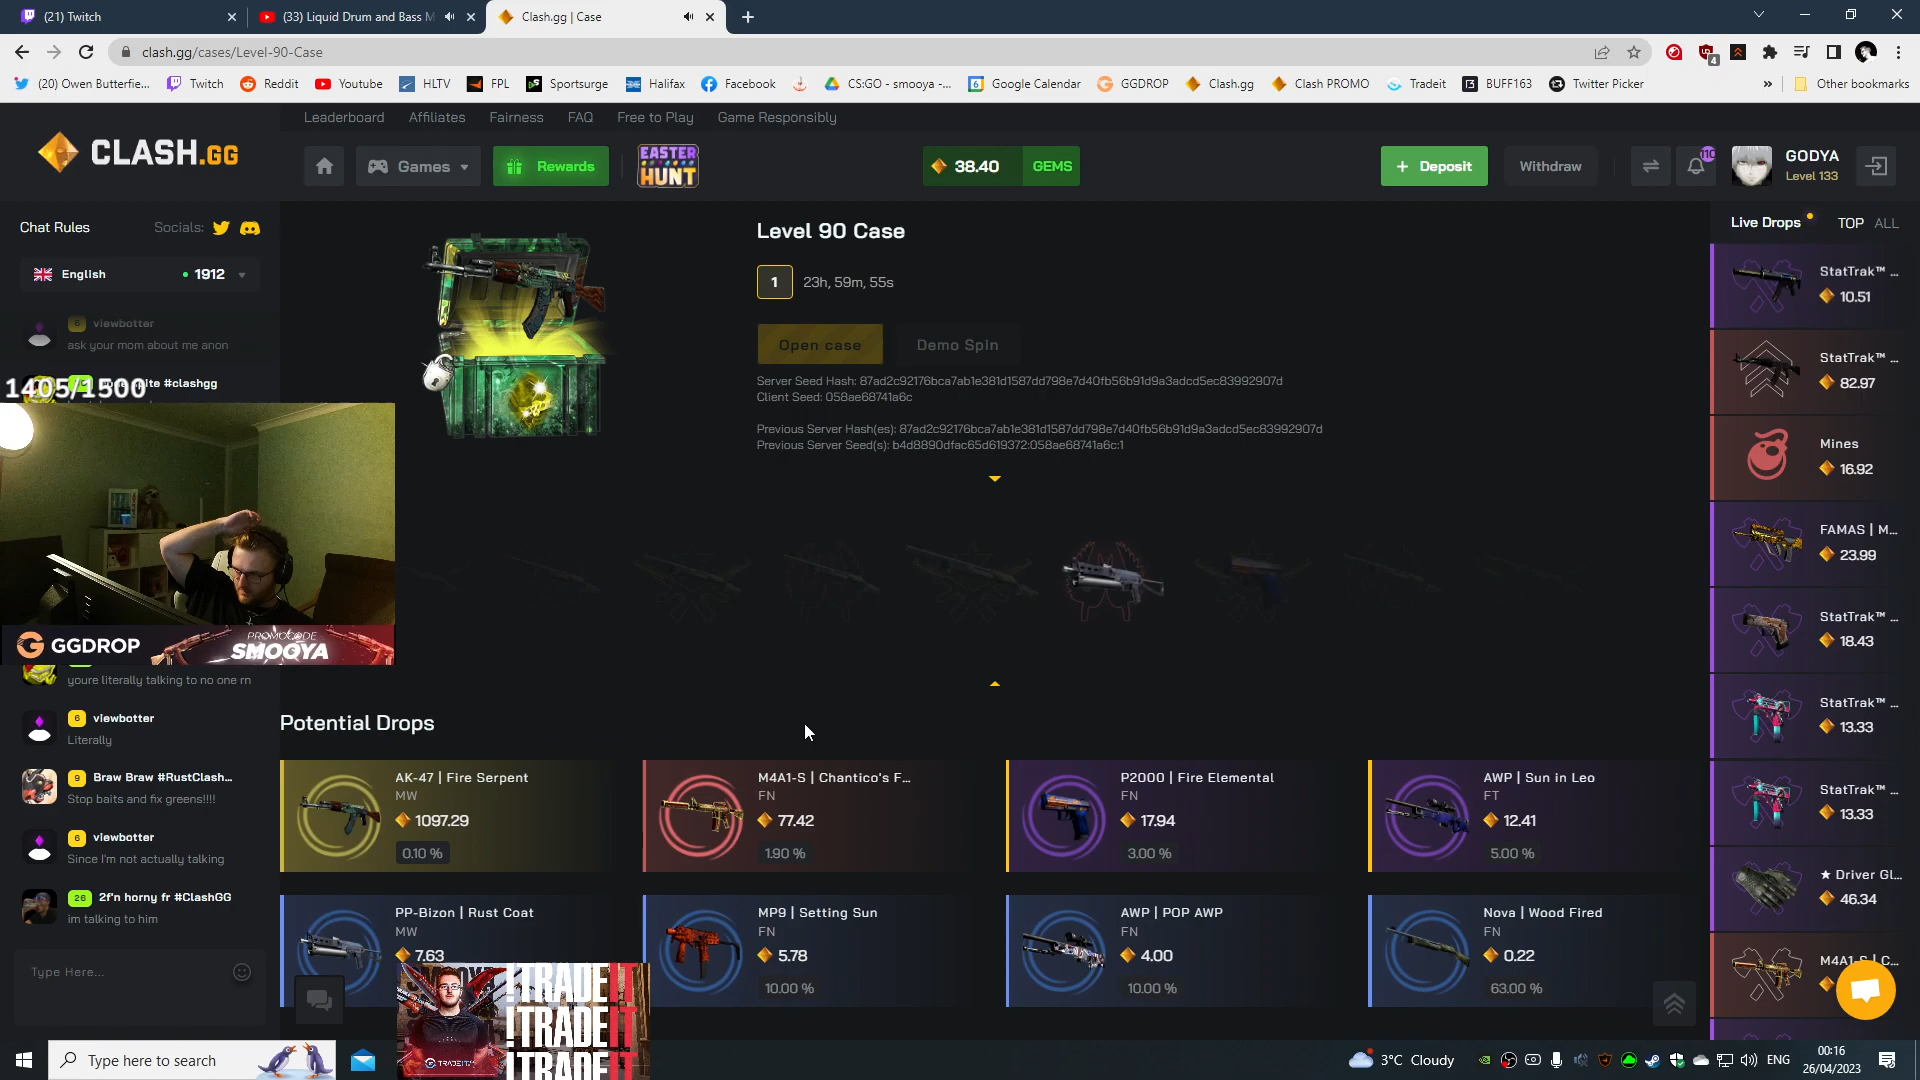 (21) Twitch
(33) Liquid Drum and Bass M
Clash.gg | Case
clash.gg/cases/Level-90-Case
(20) Owen Butterfie...
Twitch
Reddit
Youtube
HLTV
FPL
Sportsurge
Halifax
Facebook
CS:GO - smooya -...
Google Calendar
GGDROP
Clash.gg
Clash PROMO
Tradeit
BUFF163
Twitter Picker
»
Other bookmarks
Leaderboard
Affiliates
Fairness
FAQ
Free to Play
Game Responsibly
CLASH.GG
Games
Rewards
EASTER
HUNT
38.40
GEMS
+ Deposit
Withdraw
110
GODYA
Level 133
Chat Rules
Socials:
English
1912
6 viewbotter
ask your mom about me anon
1405/1500
GGDROP
PROMOCODE
SMOOYA
youre literally talking to no one rn
6 viewbotter
Literally
9 Braw Braw #RustClash...
Stop baits and fix greens!!!!
6 viewbotter
Since I'm not actually talking
26 2f'n horny fr #ClashGG
im talking to him
Type Here...
Level 90 Case
1
23h, 59m, 55s
Open case
Demo Spin
Server Seed Hash: 87ad2c92176bca7ab1e381d1587dd798e7d40fb56b91d9a3adcd5ec83992907d
Client Seed: 058ae68741a6c
Previous Server Hash(es): 87ad2c92176bca7ab1e381d1587dd798e7d40fb56b91d9a3adcd5ec83992907d
Previous Server Seed(s): b4d8890dfac65d619372:058ae68741a6c:1
Potential Drops
AK-47 | Fire Serpent
MW
1097.29
0.10 %
M4A1-S | Chantico's F...
FN
77.42
1.90 %
P2000 | Fire Elemental
FN
17.94
3.00 %
AWP | Sun in Leo
FT
12.41
5.00 %
PP-Bizon | Rust Coat
MW
7.63
MP9 | Setting Sun
FN
5.78
10.00 %
AWP | POP AWP
FN
4.00
10.00 %
Nova | Wood Fired
FN
0.22
63.00 %
!TRADEIT
!TRADEIT
!TRADEIT
TRADEIT
Live Drops
TOP
ALL
StatTrak™ ...
10.51
StatTrak™ ...
82.97
Mines
16.92
FAMAS | M...
23.99
StatTrak™ ...
18.43
StatTrak™ ...
13.33
StatTrak™ ...
13.33
★ Driver Gl...
46.34
M4A1-S | C...
Type here to search
3°C Cloudy
ENG
00:16
26/04/2023